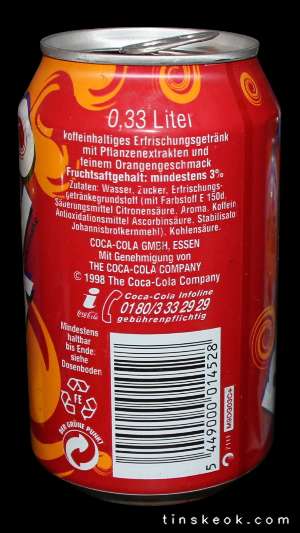 0,33 Liter
koffeinhaltiges Erfrischungsgetränk
mit Pflanzenextrakten und
feinem Orangengeschmack
Fruchtsaftgehalt: mindestens 3%
Zutaten: Wasser, Zucker, Erfrischungs-
getränkegrundstoff (mit Farbstoff E 150d,
Säuerungsmittel Citronensäure, Aroma, Koffein
Antioxidationsmittel Ascorbinsäure, Stabilisato
Johannisbrotkernmehl), Kohlensäure.
COCA-COLA GMBH, ESSEN
Mit Genehmigung von
THE COCA-COLA COMPANY
© 1998 The Coca-Cola Company
i Coca-Cola
Coca-Cola Infoline
0180/3 33 29 29
gebührenpflichtig
Mindestens
haltbar
bis Ende:
siehe
Dosenboden
FE
DER GRÜNE PUNKT
5 449000 014528
tinskeok.com